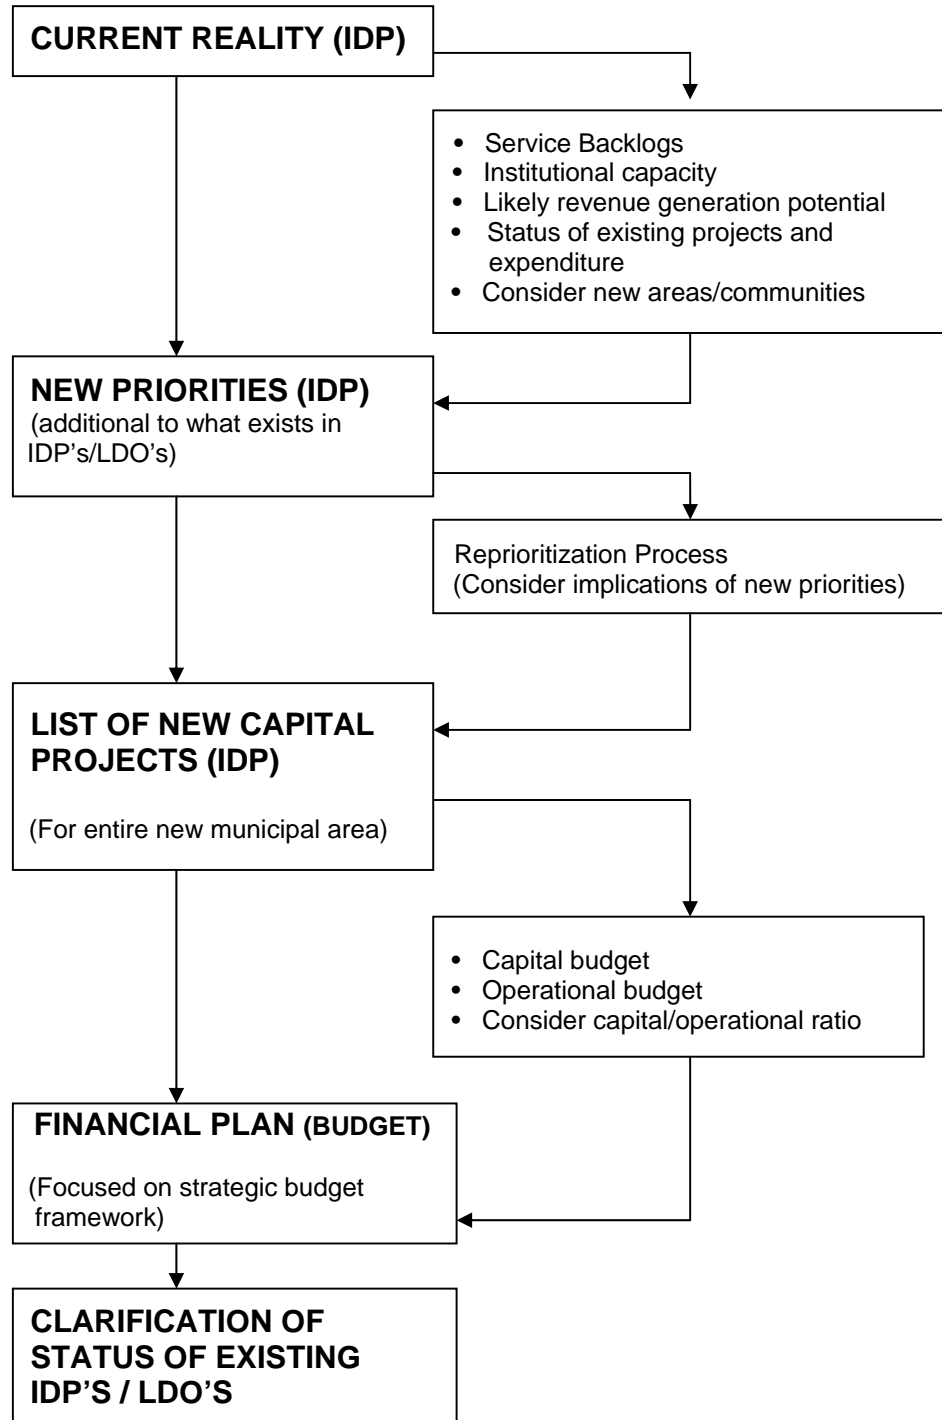 CURRENT REALITY (IDP)
• Service Backlogs
• Institutional capacity
• Likely revenue generation potential
• Status of existing projects and
expenditure
• Consider new areas/communities
NEW PRIORITIES (IDP)
(additional to what exists in
IDP's/LDO's)
Reprioritization Process
(Consider implications of new priorities)
LIST OF NEW CAPITAL
PROJECTS (IDP)
(For entire new municipal area)
• Capital budget
• Operational budget
• Consider capital/operational ratio
FINANCIAL PLAN (BUDGET)
(Focused on strategic budget
framework)
CLARIFICATION OF
STATUS OF EXISTING
IDP'S / LDO'S